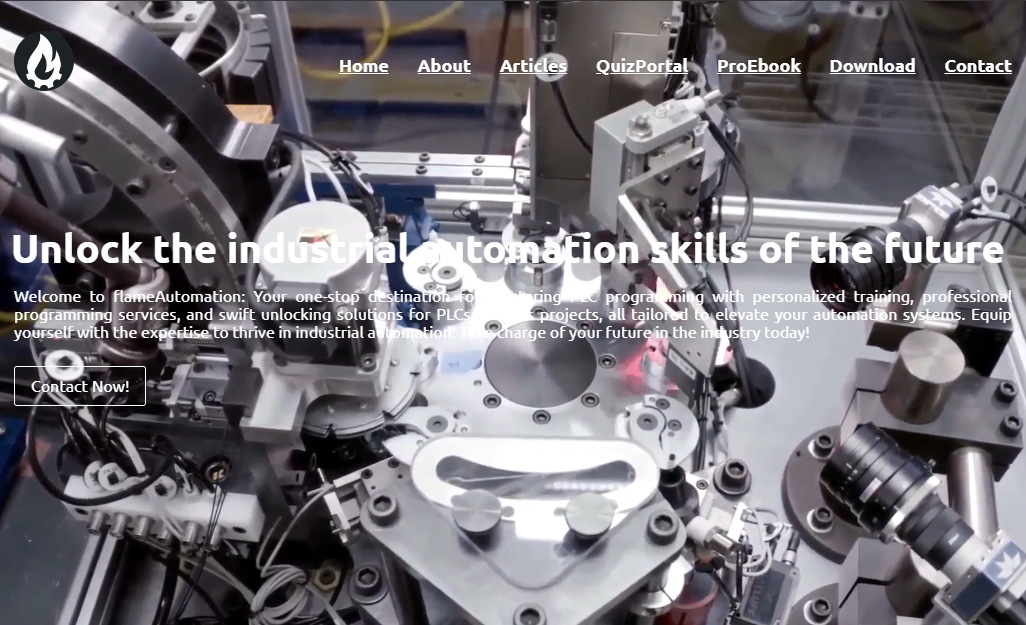 Home About Articles QuizPortal ProEbook Download Contact
Unlock the industrial automation skills of the future
Welcome to flameAutomation: Your one-stop destination for mastering PLC programming with personalized training, professional
programming services, and swift unlocking solutions for PLCs projects, all tailored to elevate your automation systems. Equip
yourself with the expertise to thrive in industrial automation. Take charge of your future in the industry today!
Contact Now!